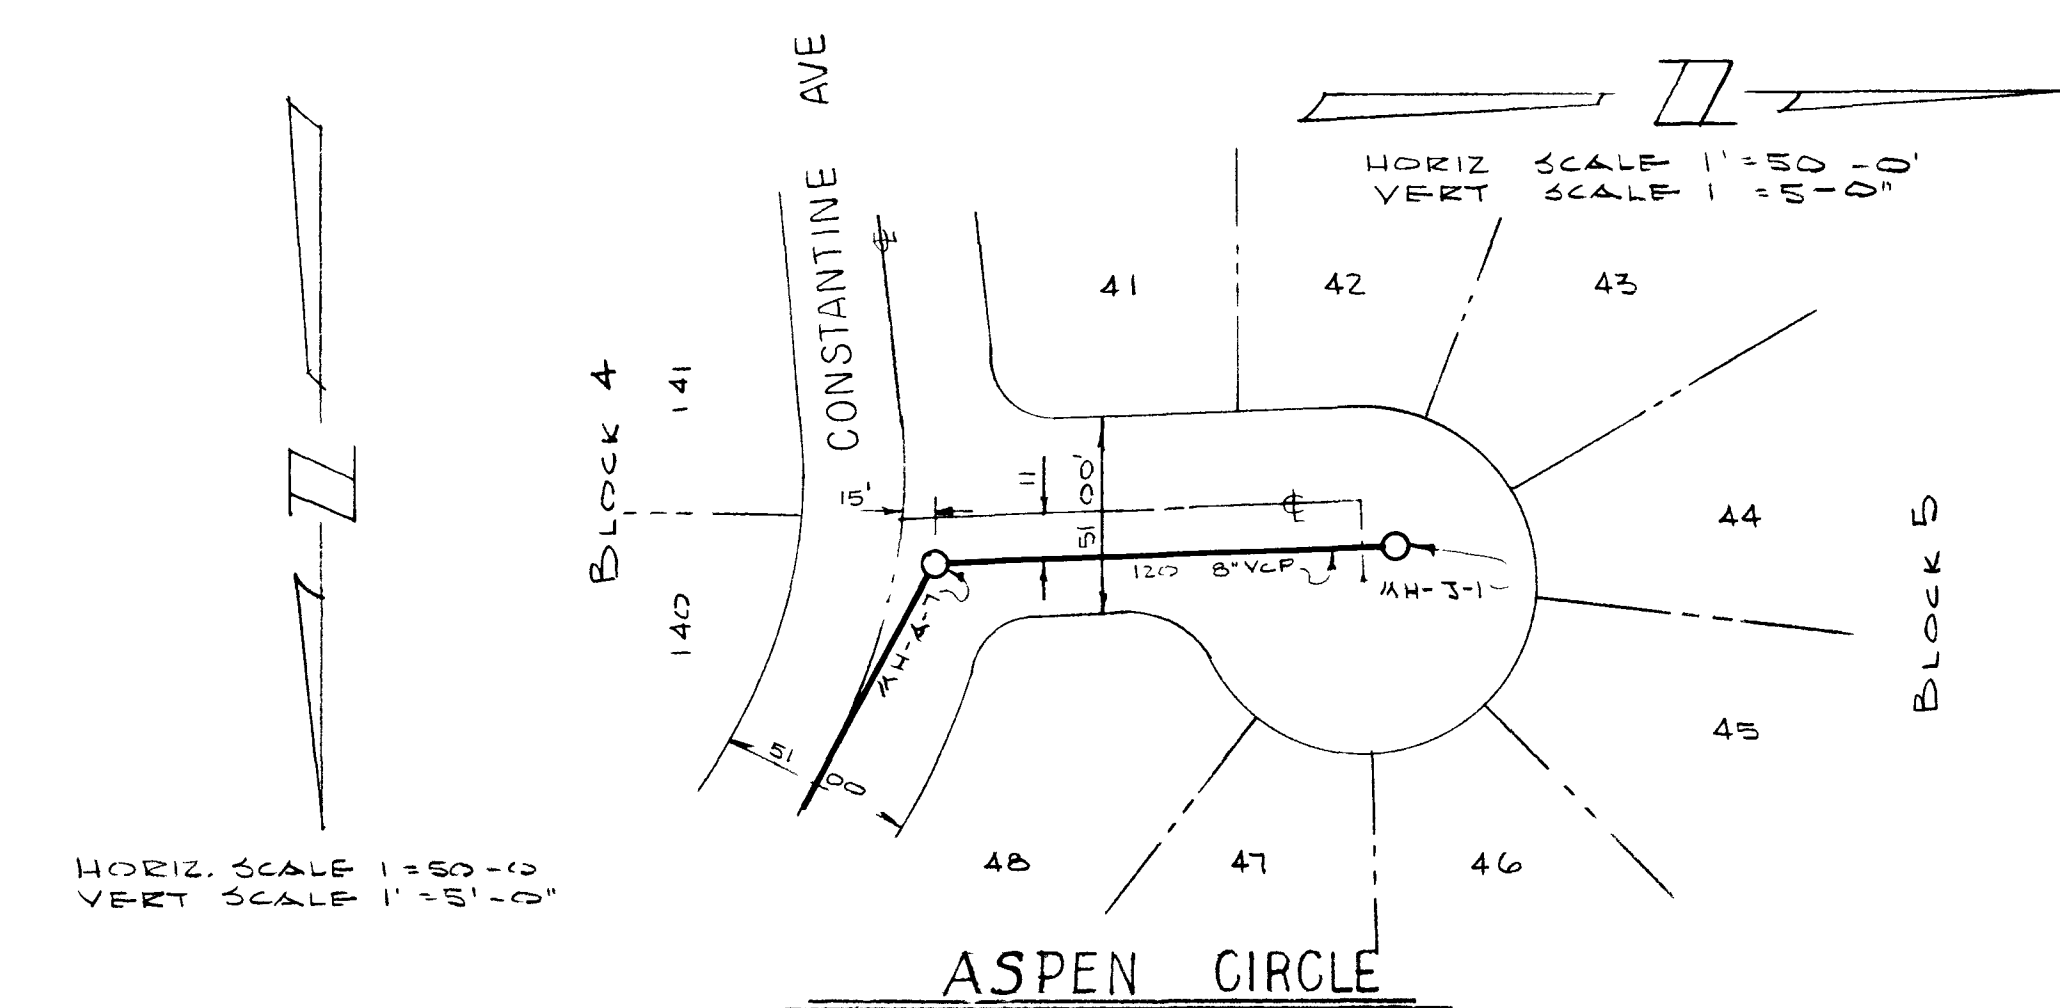 CONSTANTINE AVE
HORIZ SCALE 1'=50-0'
VERT SCALE 1 =5-0"
41
42
43
BLOCK 4
141
140
15'
11
51 00'
120 8"VCP
MH-J-1
MH-A-7
44
BLOCK 5
45
51 00
48
47
46
HORIZ. SCALE 1=50-0
VERT SCALE 1'=5'-0"
ASPEN CIRCLE